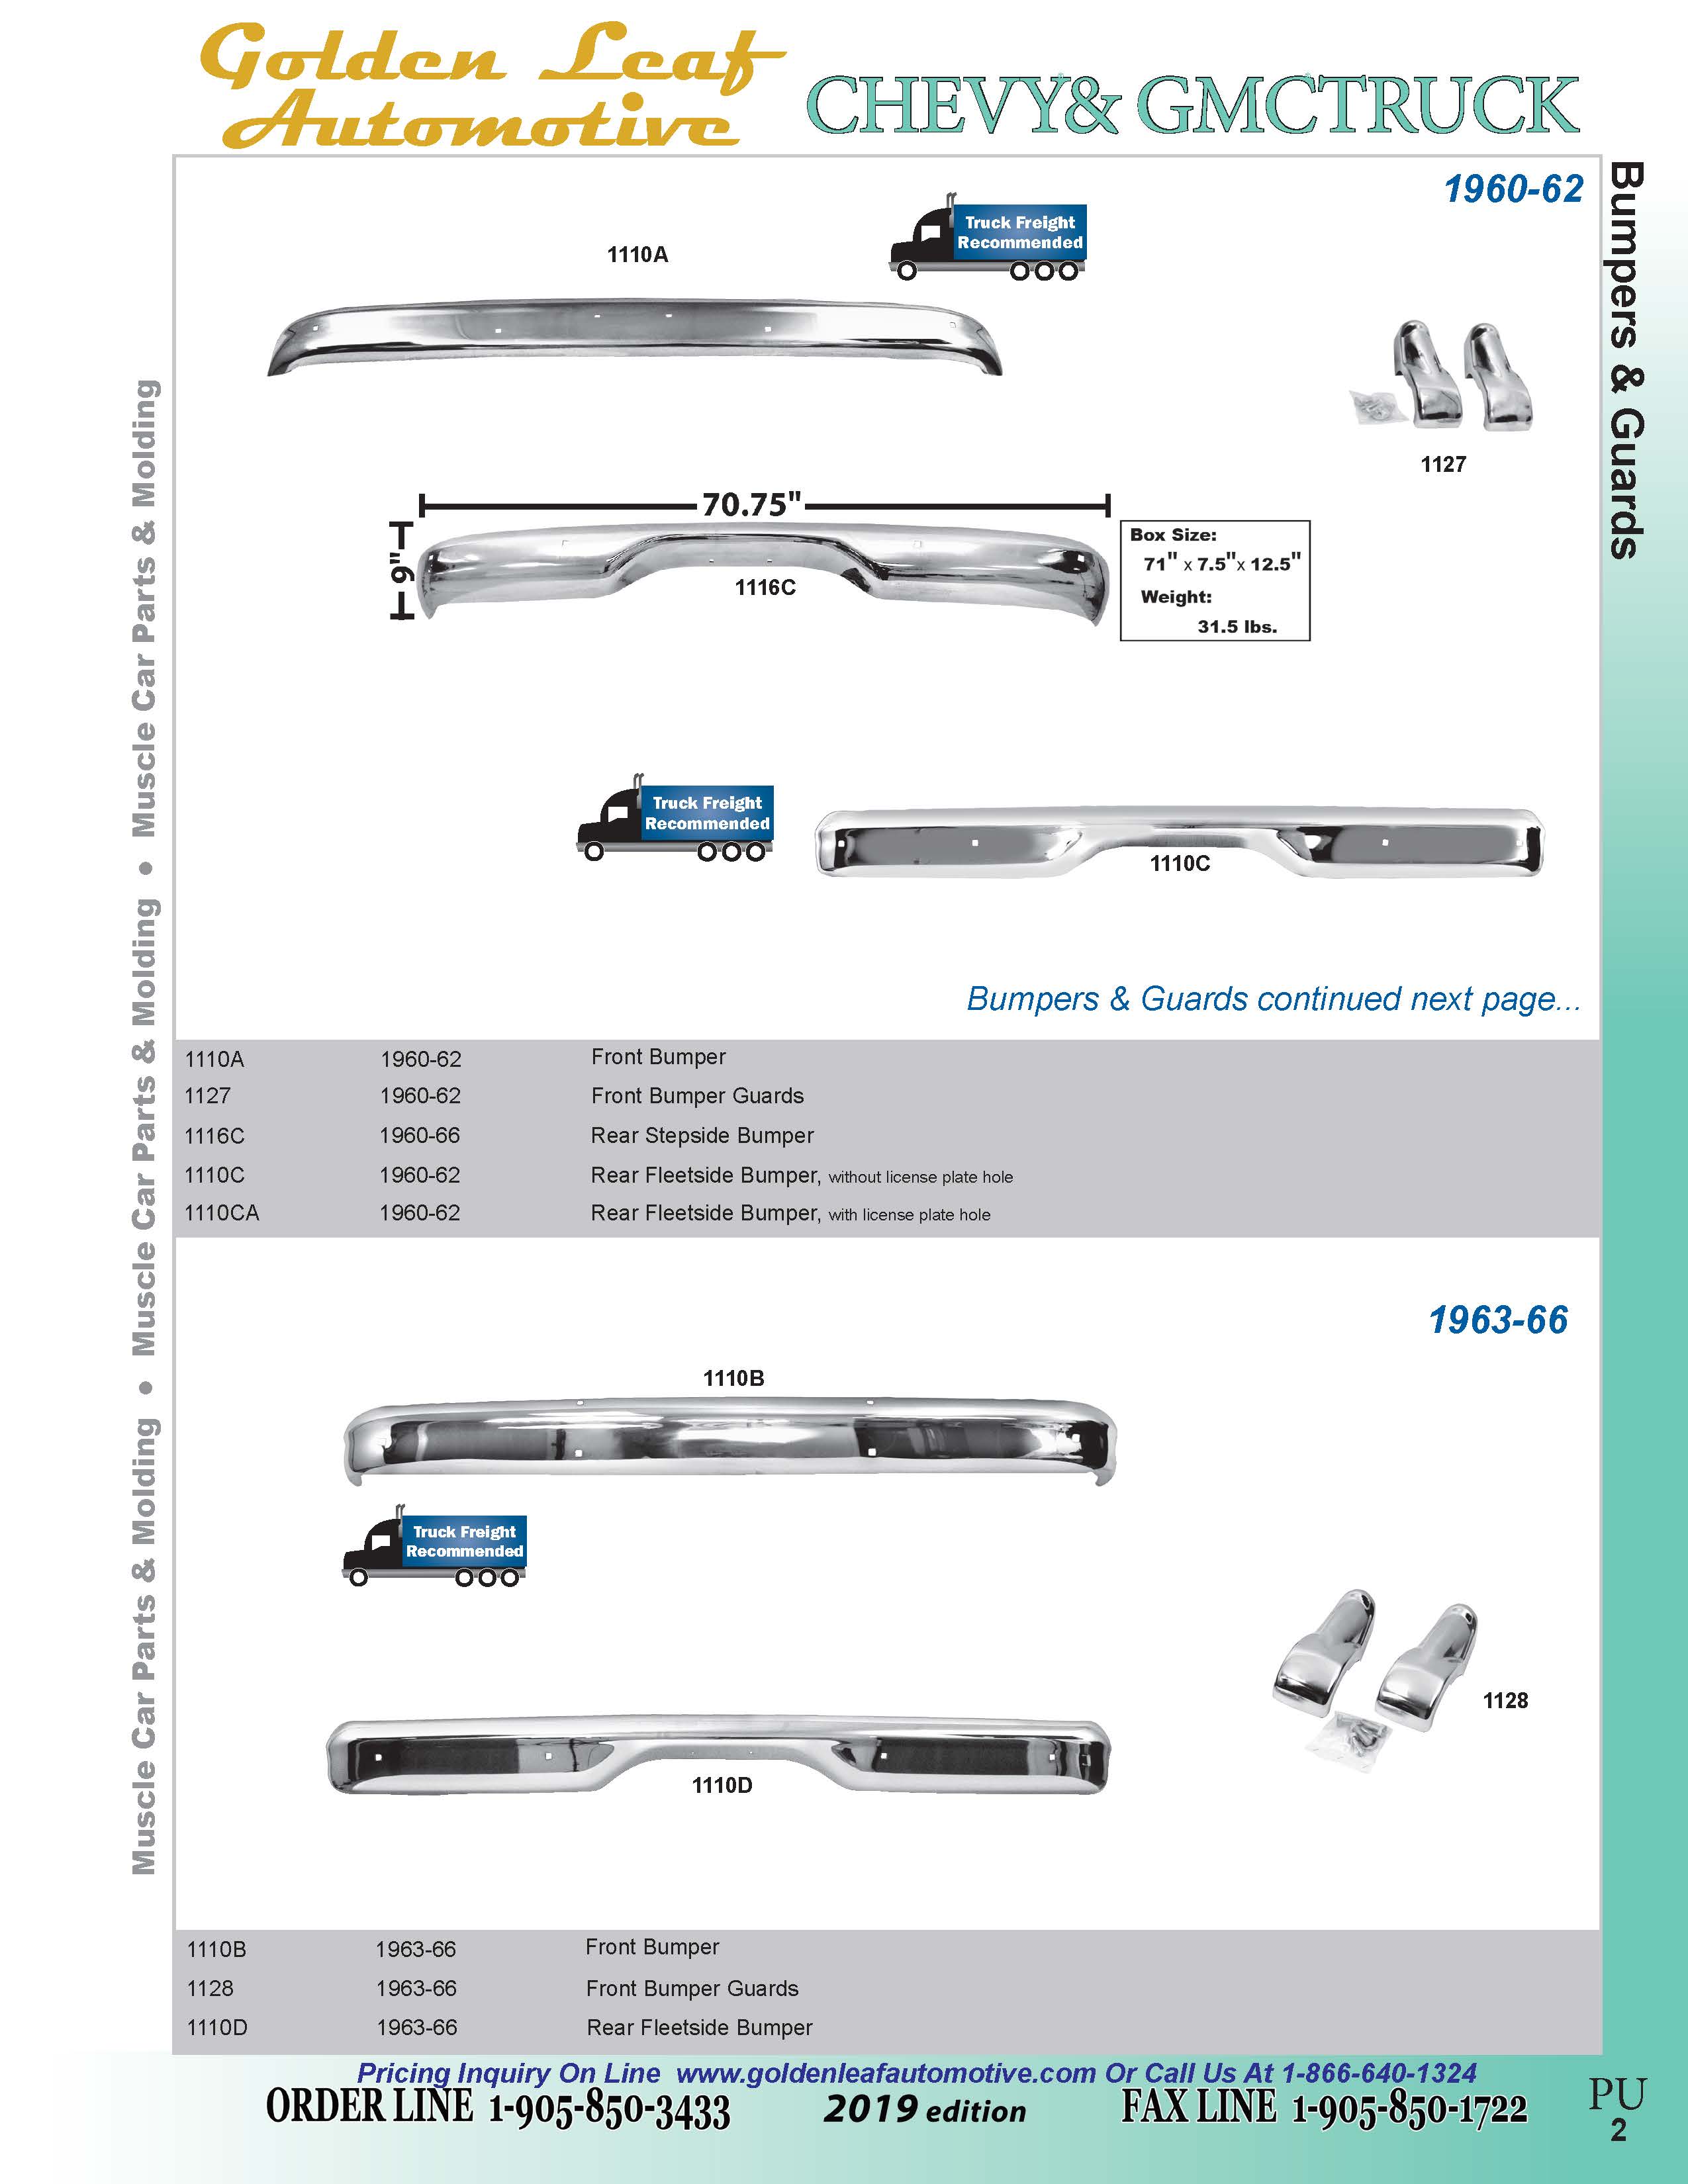 Golden Leaf
Automotive
CHEVY& GMCTRUCK
Bumpers & Guards
Muscle Car Parts & Molding • Muscle Car Parts & Molding • Muscle Car Parts & Molding
1960-62
Truck Freight
Recommended
1110A
1127
70.75"
9"
1116C
Box Size:
71" x 7.5"x 12.5"
Weight:
31.5 lbs.
Truck Freight
Recommended
1110C
Bumpers & Guards continued next page...
1110A 1960-62 Front Bumper
1127 1960-62 Front Bumper Guards
1116C 1960-66 Rear Stepside Bumper
1110C 1960-62 Rear Fleetside Bumper, without license plate hole
1110CA 1960-62 Rear Fleetside Bumper, with license plate hole
1963-66
1110B
Truck Freight
Recommended
1128
1110D
1110B 1963-66 Front Bumper
1128 1963-66 Front Bumper Guards
1110D 1963-66 Rear Fleetside Bumper
Pricing Inquiry On Line www.goldenleafautomotive.com Or Call Us At 1-866-640-1324
ORDER LINE 1-905-850-3433 2019 edition FAX LINE 1-905-850-1722
PU
2